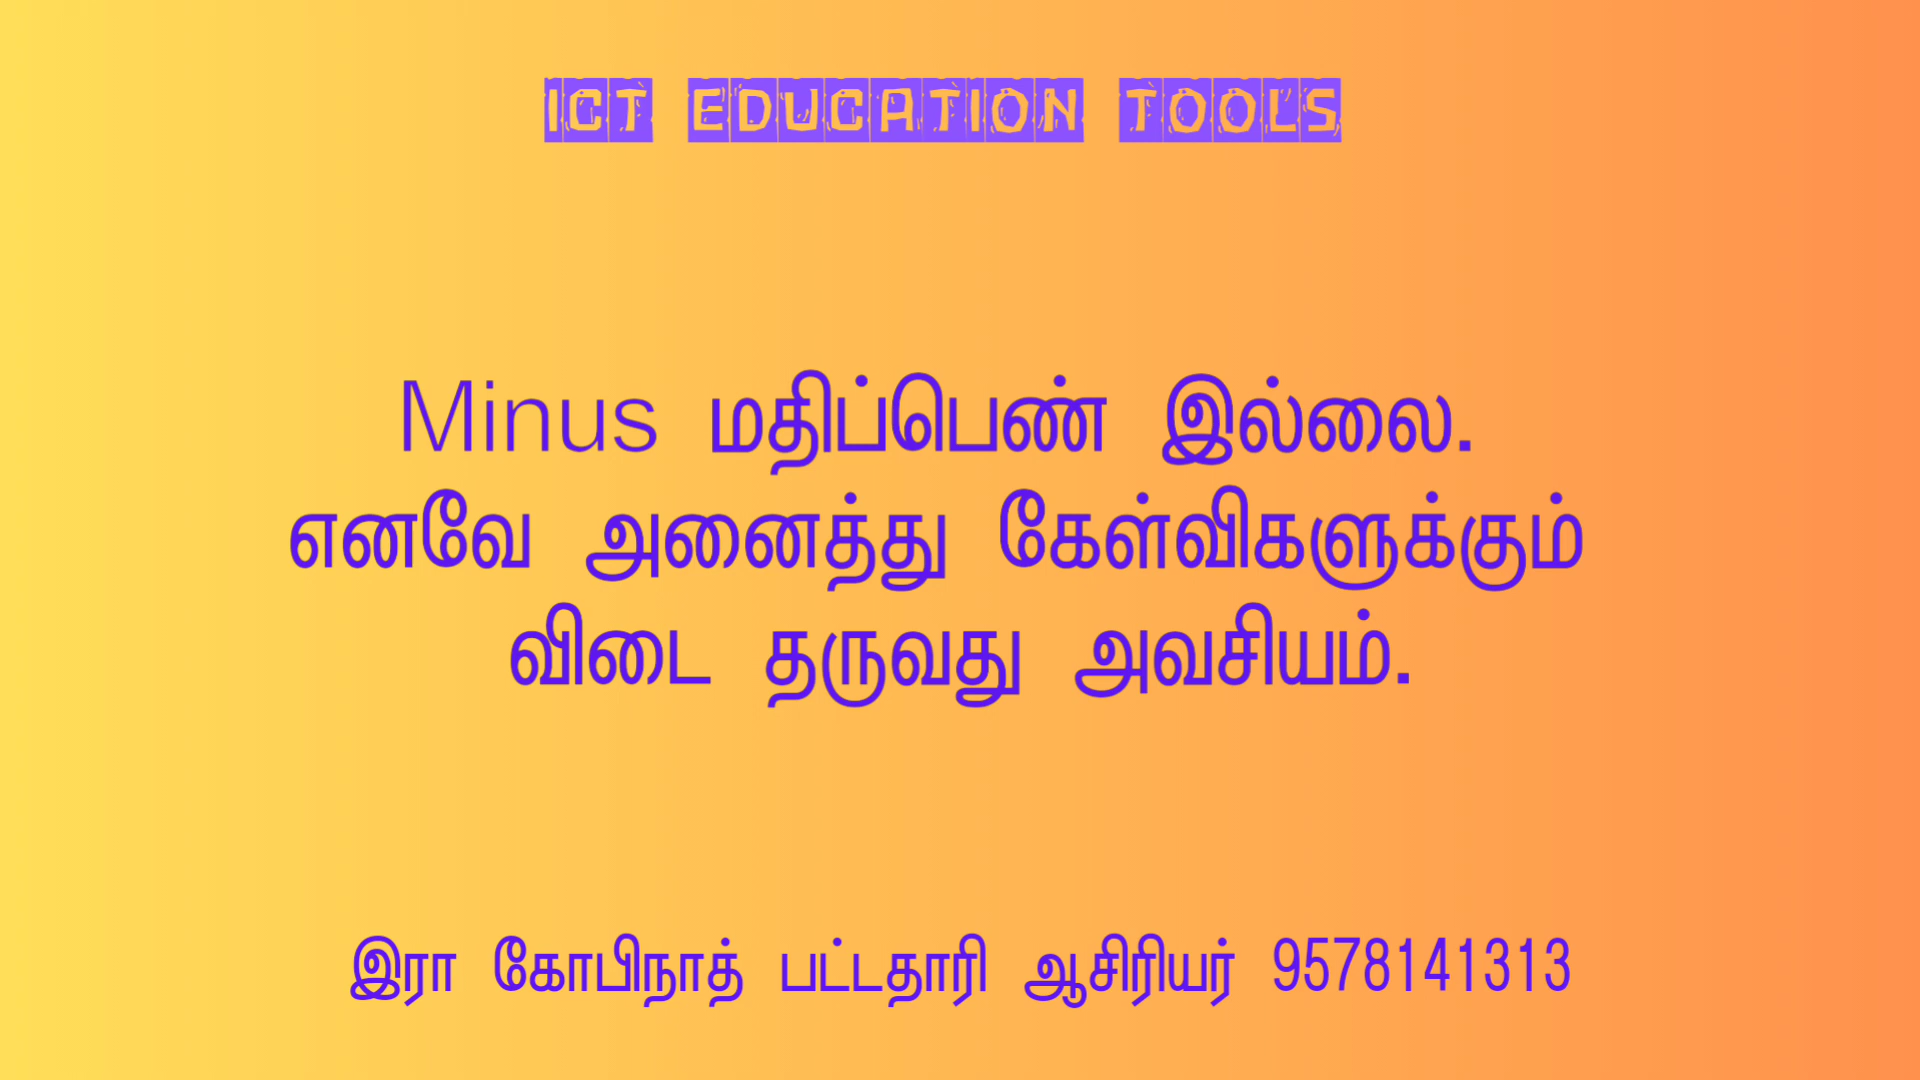 ICT EDUCATION TOOLS
Minus மதிப்பெண் இல்லை.
எனவே அனைத்து கேள்விகளுக்கும்
விடை தருவது அவசியம்.
இரா கோபிநாத் பட்டதாரி ஆசிரியர் 9578141313